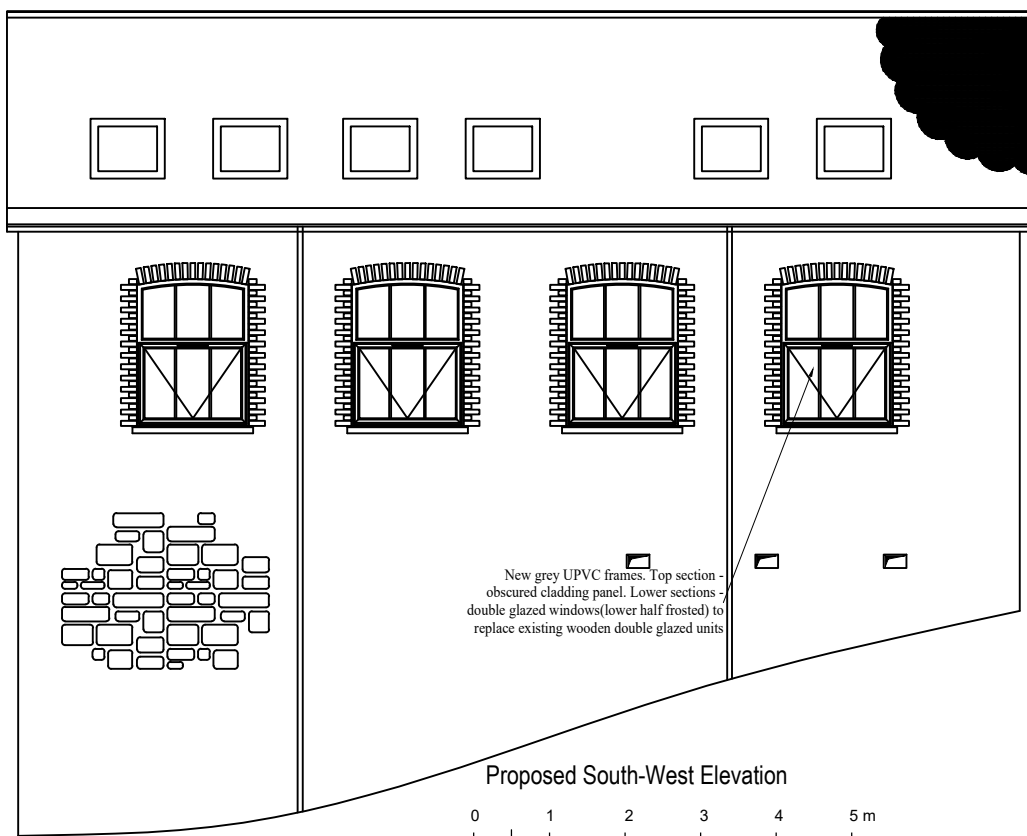 New grey UPVC frames. Top section -
obscured cladding panel. Lower sections -
double glazed windows(lower half frosted) to
replace existing wooden double glazed units
Proposed South-West Elevation
0 1 2 3 4 5 m